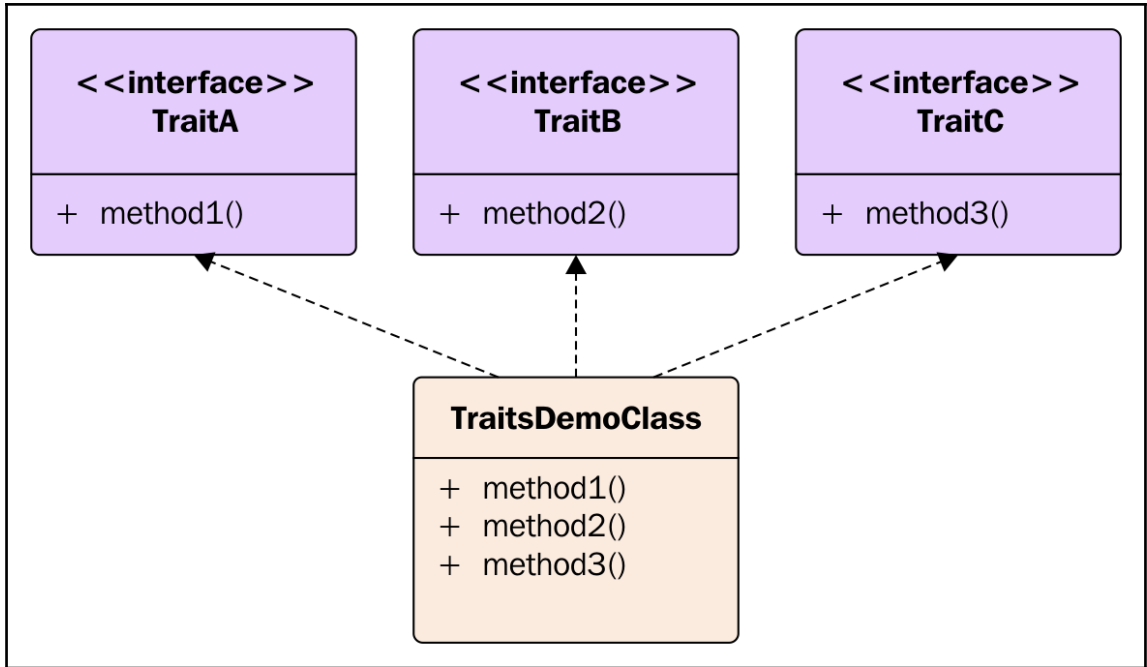 <<interface>>
TraitA
+ method1()
<<interface>>
TraitB
+ method2()
<<interface>>
TraitC
+ method3()
TraitsDemoClass
+ method1()
+ method2()
+ method3()